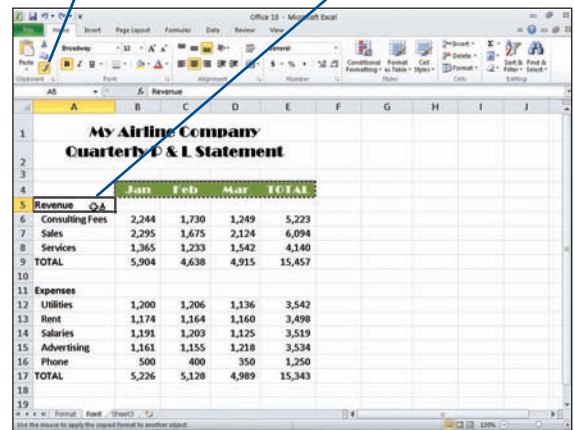 Office 10 - Microsoft Excel
Home Insert Page Layout Formulas Data Review View
Paste Broadway 12 General Conditional Formatting Format as Table Cell Styles Insert Delete Format Sort & Filter Find & Select
Clipboard Font Alignment Number Styles Cells Editing
A5 fx Revenue
A B C D E F G H I J
1 My Airline Company
2 Quarterly P & L Statement
3
4 Jan Feb Mar TOTAL
5 Revenue
6 Consulting Fees 2,244 1,730 1,249 5,223
7 Sales 2,295 1,675 2,124 6,094
8 Services 1,365 1,233 1,542 4,140
9 TOTAL 5,904 4,638 4,915 15,457
10
11 Expenses
12 Utilities 1,200 1,206 1,136 3,542
13 Rent 1,174 1,164 1,160 3,498
14 Salaries 1,191 1,203 1,125 3,519
15 Advertising 1,161 1,155 1,218 3,534
16 Phone 500 400 350 1,250
17 TOTAL 5,226 5,128 4,989 15,343
18
19
Format Font Sheet3
Use the mouse to apply the copied format to another object. 120%